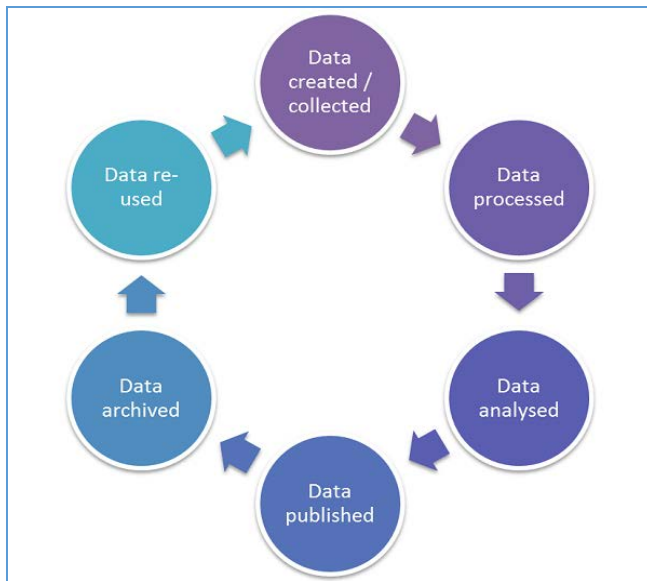 Data
created /
collected
Data
processed
Data
analysed
Data
published
Data
archived
Data re-
used